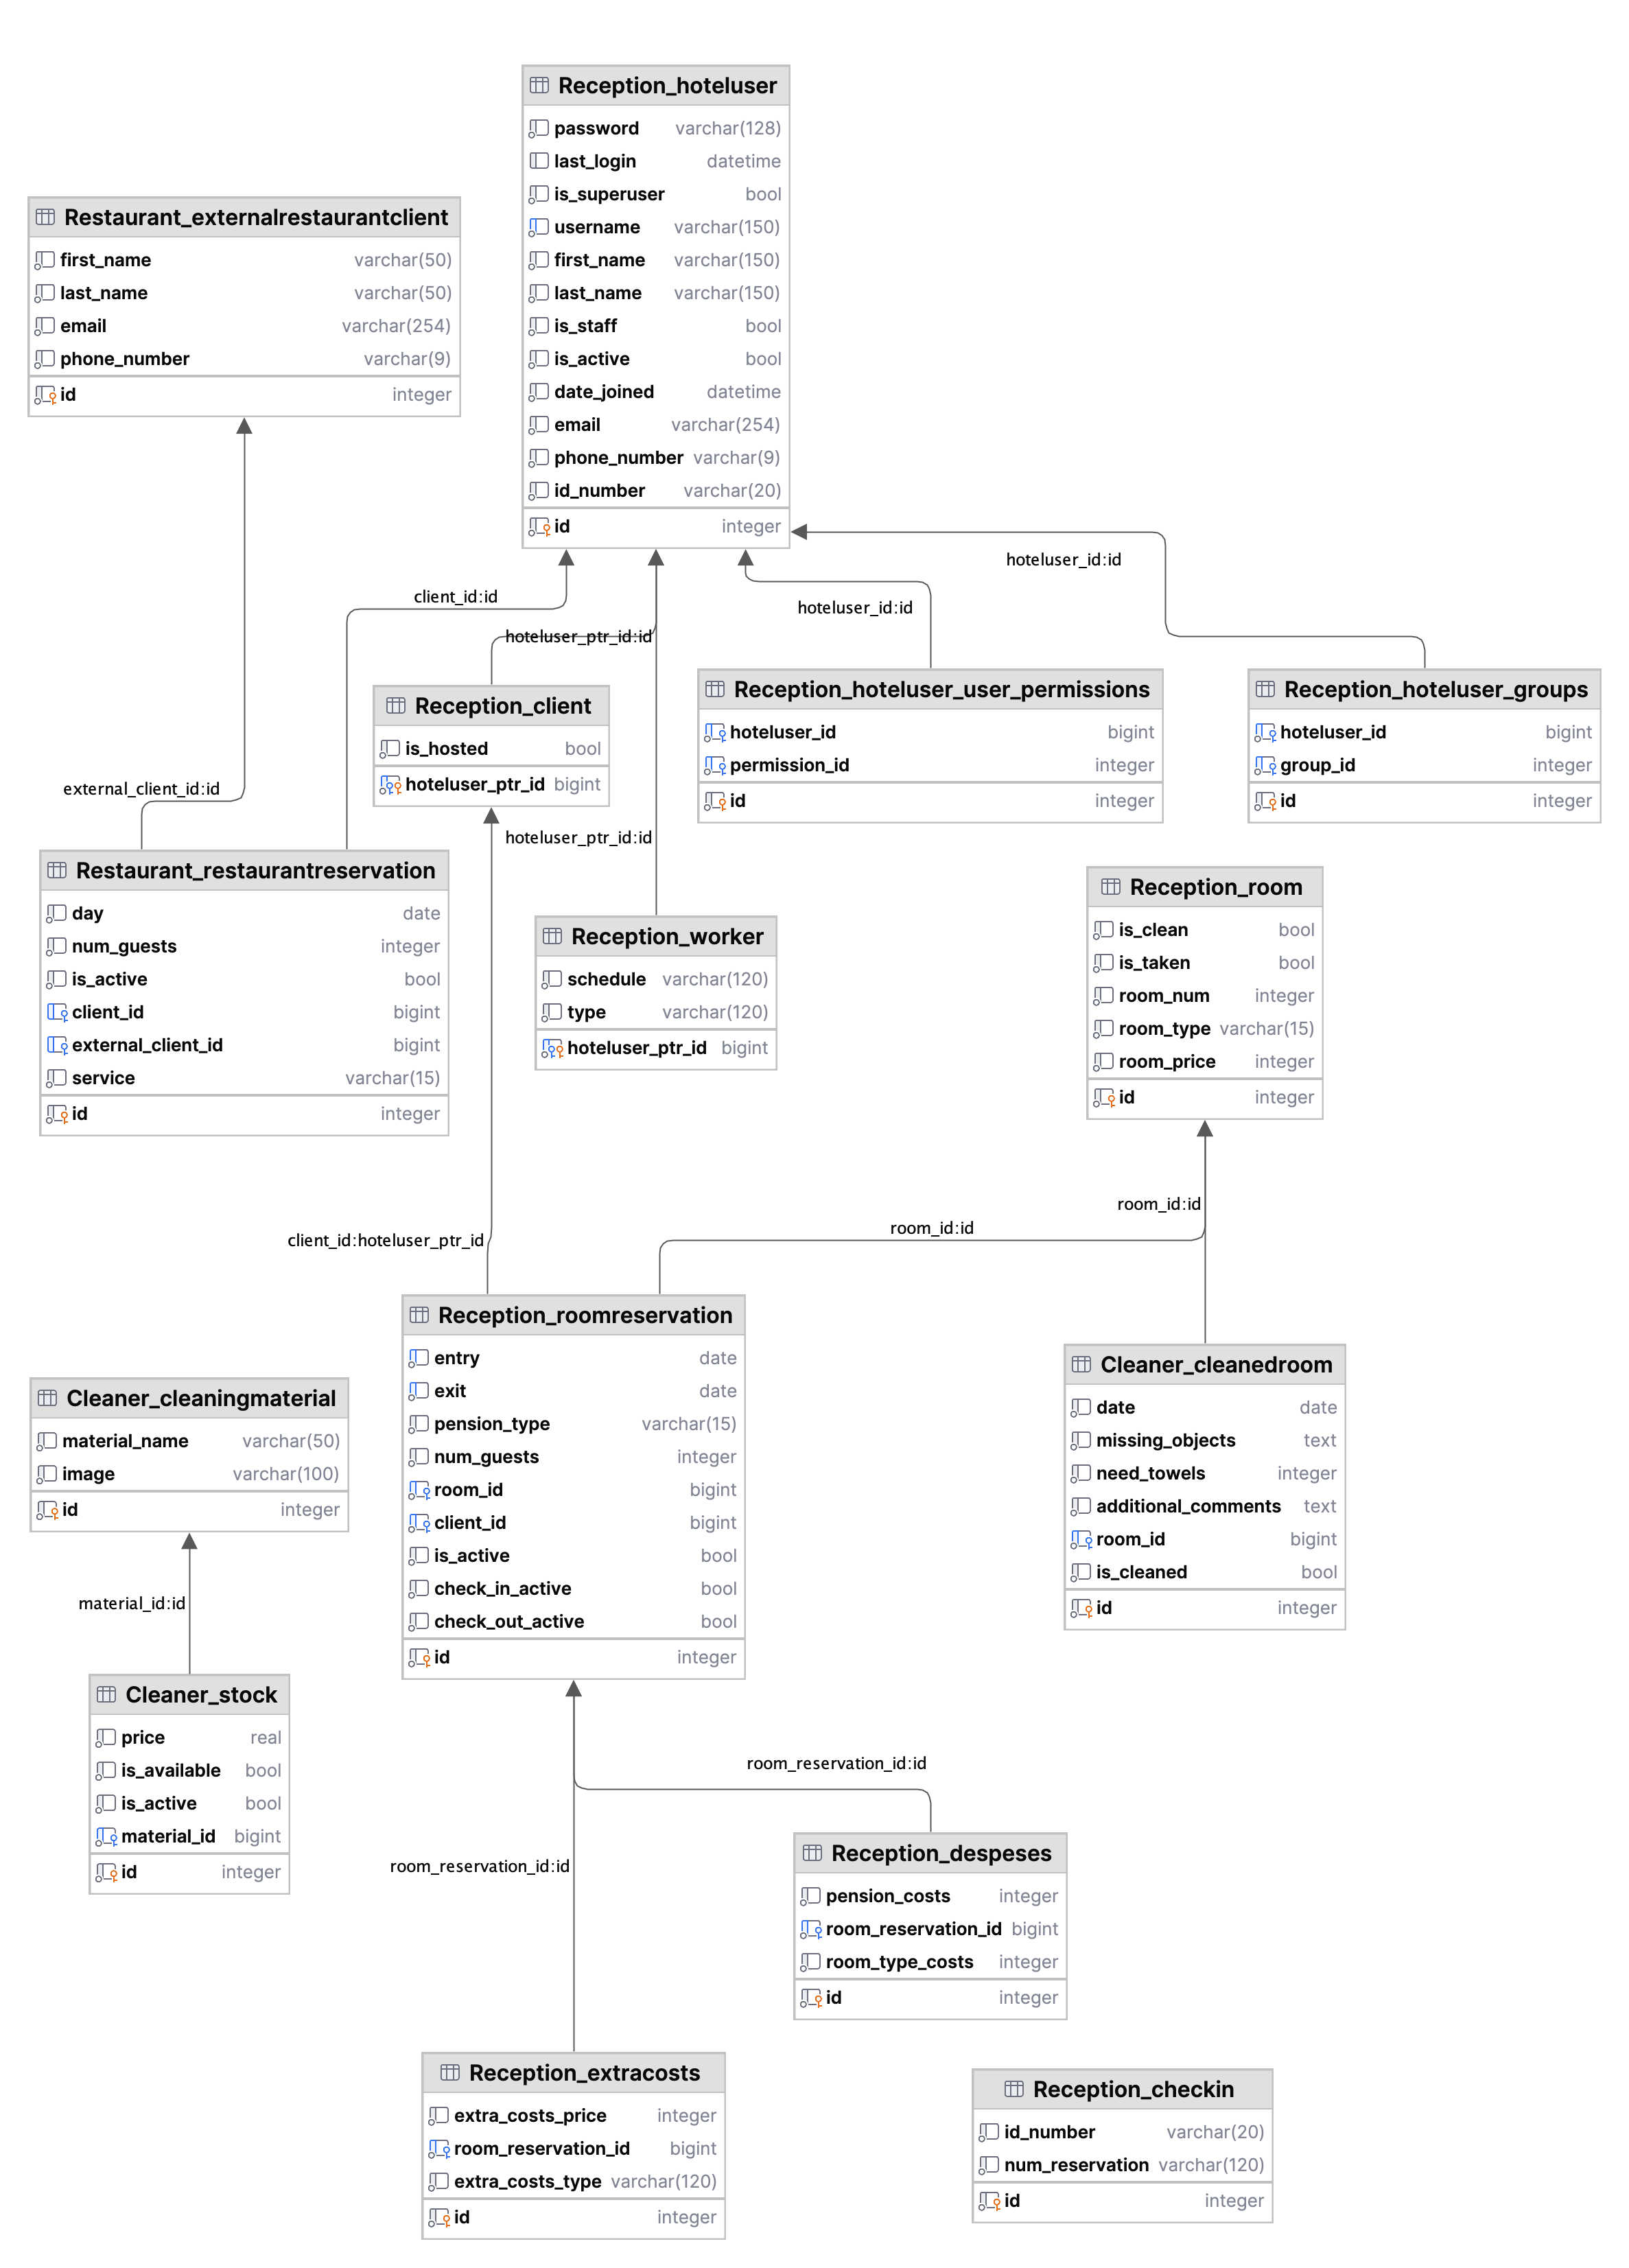 Reception_hoteluser
password varchar(128)
last_login datetime
is_superuser bool
username varchar(150)
first_name varchar(150)
last_name varchar(150)
is_staff bool
is_active bool
date_joined datetime
email varchar(254)
phone_number varchar(9)
id_number varchar(20)
id integer
Restaurant_externalrestaurantclient
first_name varchar(50)
last_name varchar(50)
email varchar(254)
phone_number varchar(9)
id integer
hoteluser_id:id
client_id:id
hoteluser_id:id
hoteluser_ptr_id:id
Reception_client
is_hosted bool
hoteluser_ptr_id bigint
Reception_hoteluser_user_permissions
hoteluser_id bigint
permission_id integer
id integer
Reception_hoteluser_groups
hoteluser_id bigint
group_id integer
id integer
external_client_id:id
hoteluser_ptr_id:id
Restaurant_restaurantreservation
day date
num_guests integer
is_active bool
client_id bigint
external_client_id bigint
service varchar(15)
id integer
Reception_worker
schedule varchar(120)
type varchar(120)
hoteluser_ptr_id bigint
Reception_room
is_clean bool
is_taken bool
room_num integer
room_type varchar(15)
room_price integer
id integer
room_id:id
room_id:id
client_id:hoteluser_ptr_id
Reception_roomreservation
entry date
exit date
pension_type varchar(15)
num_guests integer
room_id bigint
client_id bigint
is_active bool
check_in_active bool
check_out_active bool
id integer
Cleaner_cleanedroom
date date
missing_objects text
need_towels integer
additional_comments text
room_id bigint
is_cleaned bool
id integer
Cleaner_cleaningmaterial
material_name varchar(50)
image varchar(100)
id integer
material_id:id
Cleaner_stock
price real
is_available bool
is_active bool
material_id bigint
id integer
room_reservation_id:id
room_reservation_id:id
Reception_despeses
pension_costs integer
room_reservation_id bigint
room_type_costs integer
id integer
Reception_extracosts
extra_costs_price integer
room_reservation_id bigint
extra_costs_type varchar(120)
id integer
Reception_checkin
id_number varchar(20)
num_reservation varchar(120)
id integer